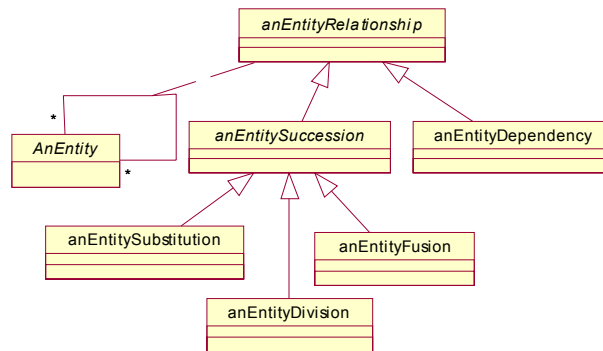 anEntityRelationship
*
AnEntity
*
anEntitySuccession
anEntityDependency
anEntitySubstitution
anEntityFusion
anEntityDivision